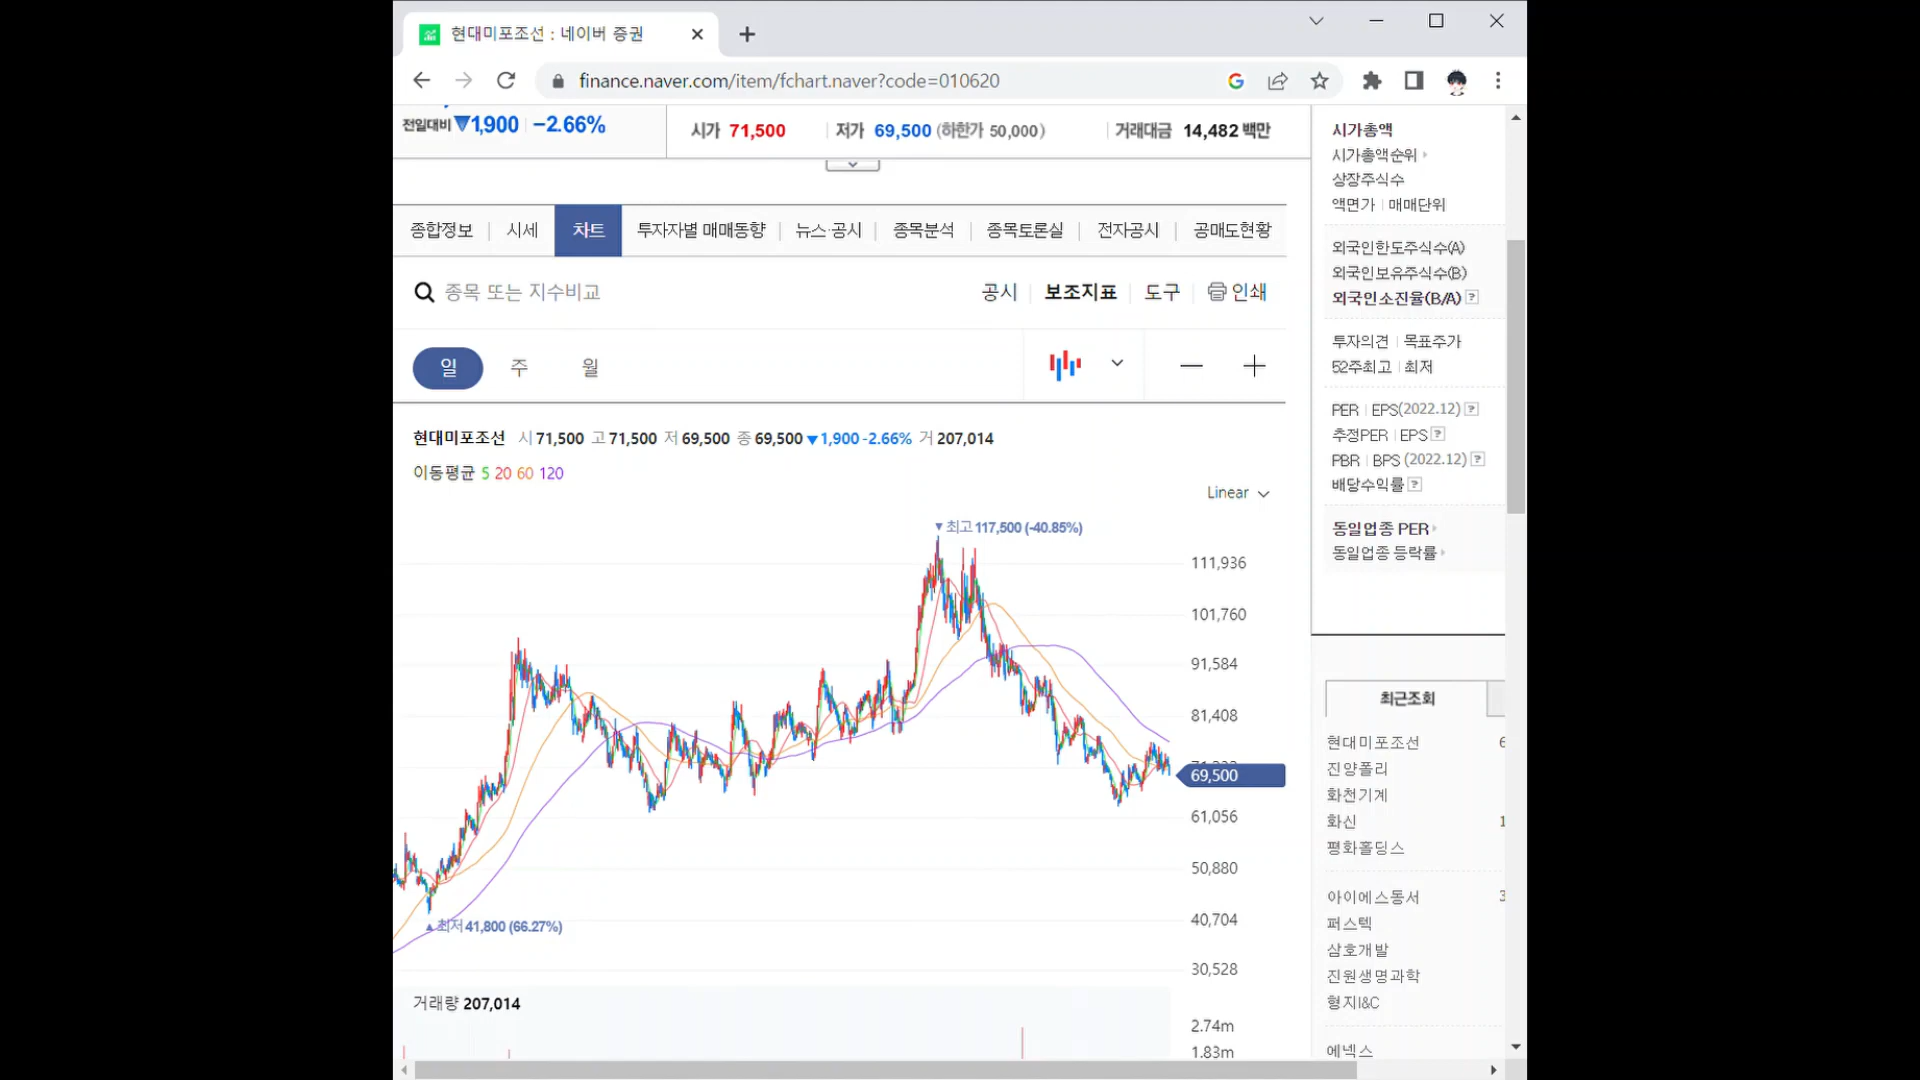 현대미포조선 : 네이버 증권
finance.naver.com/item/fchart.naver?code=010620
전일대비 ▼1,900 −2.66%
시가 71,500 저가 69,500 (하한가 50,000) 거래대금 14,482 백만
종합정보 시세 차트 투자자별 매매동향 뉴스·공시 종목분석 종목토론실 전자공시 공매도현황
종목 또는 지수비교 공시 보조지표 도구 인쇄
일 주 월
현대미포조선 시 71,500 고 71,500 저 69,500 종 69,500 ▼1,900 -2.66% 거 207,014
이동평균 5 20 60 120
Linear
▼최고 117,500 (-40.85%)
111,936
101,760
91,584
81,408
69,500
61,056
50,880
▲최저 41,800 (66.27%)
40,704
30,528
거래량 207,014
2.74m
1.83m
시가총액
시가총액순위
상장주식수
액면가 매매단위
외국인한도주식수(A)
외국인보유주식수(B)
외국인소진율(B/A) ?
투자의견 목표주가
52주최고 최저
PER EPS(2022.12) ?
추정PER EPS ?
PBR BPS (2022.12) ?
배당수익률 ?
동일업종 PER
동일업종 등락률
최근조회
현대미포조선 6
진양폴리
화천기계
화신 1
평화홀딩스
아이에스동서 3
퍼스텍
삼호개발
진원생명과학
형지I&C
에넥스